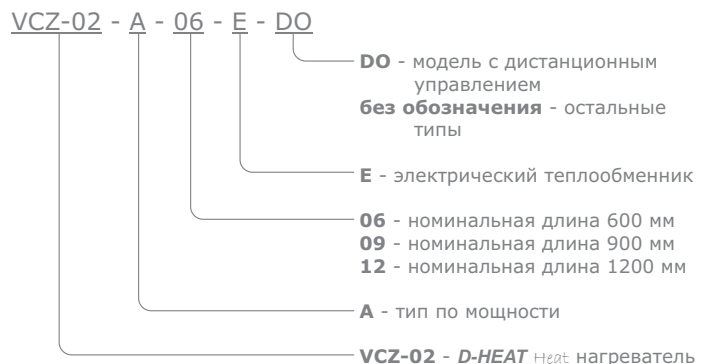 VCZ-02 - A - 06 - E - DO
DO - модель с дистанционным
управлением
без обозначения - остальные
типы
E - электрический теплообменник
06 - номинальная длина 600 мм
09 - номинальная длина 900 мм
12 - номинальная длина 1200 мм
A - тип по мощности
VCZ-02 - D-HEAT Heat нагреватель